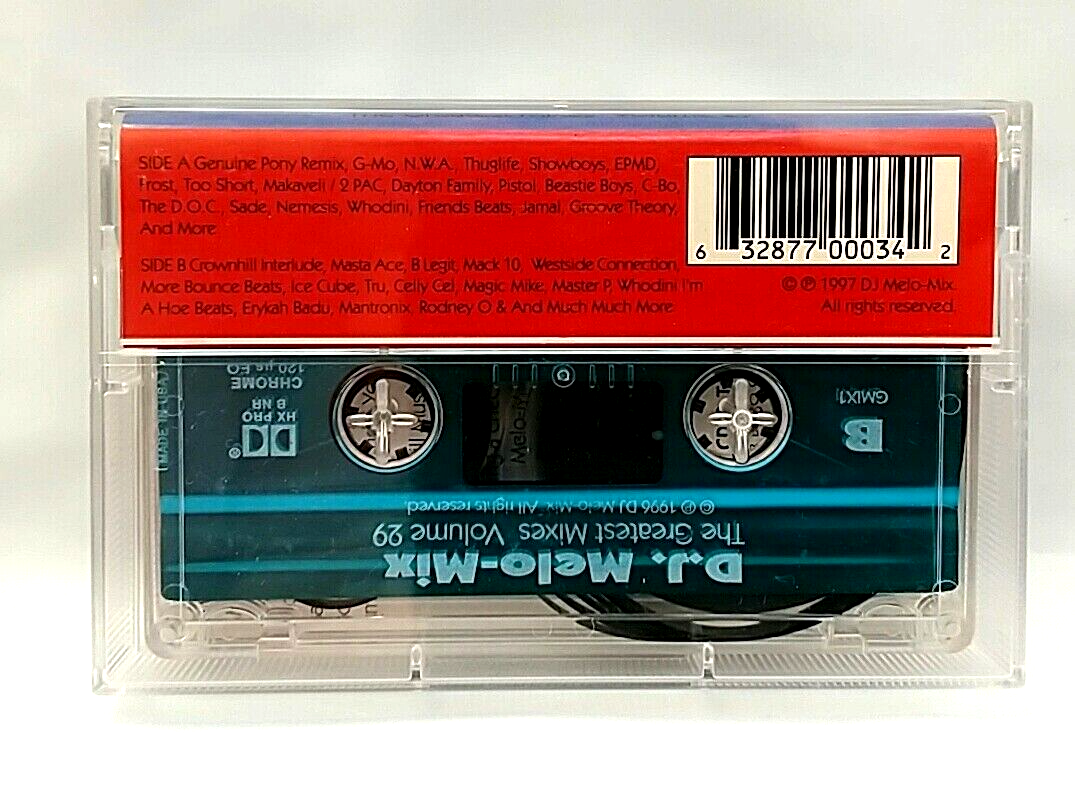 SIDE A Genuine Pony Remix, G-Mo, N.W.A. Thuglife, Showboys, EPMD,
Frost, Too Short, Makaveli / 2 PAC, Dayton Family, Pistol, Beastie Boys, C-Bo,
The D.O.C., Sade, Nemesis, Whodini, Friends Beats, Jamal, Groove Theory,
And More
SIDE B Crownhill Interlude, Masta Ace, B Legit, Mack 10, Westside Connection,
More Bounce Beats, Ice Cube, Tru, Celly Cel, Magic Mike, Master P, Whodini I'm
A Hoe Beats, Erykah Badu, Mantronix, Rodney O & And Much Much More
6 32877 00034 2
© ℗ 1997 DJ Melo-Mix.
All rights reserved.
D.J. Melo-Mix
The Greatest Mixes Volume 29
© ℗ 1996 DJ Melo-Mix. All rights reserved.
B
GMIX1
HX PRO
B NR
CHROME
120 µs EQ
MADE IN U.S.A.
Melo-M